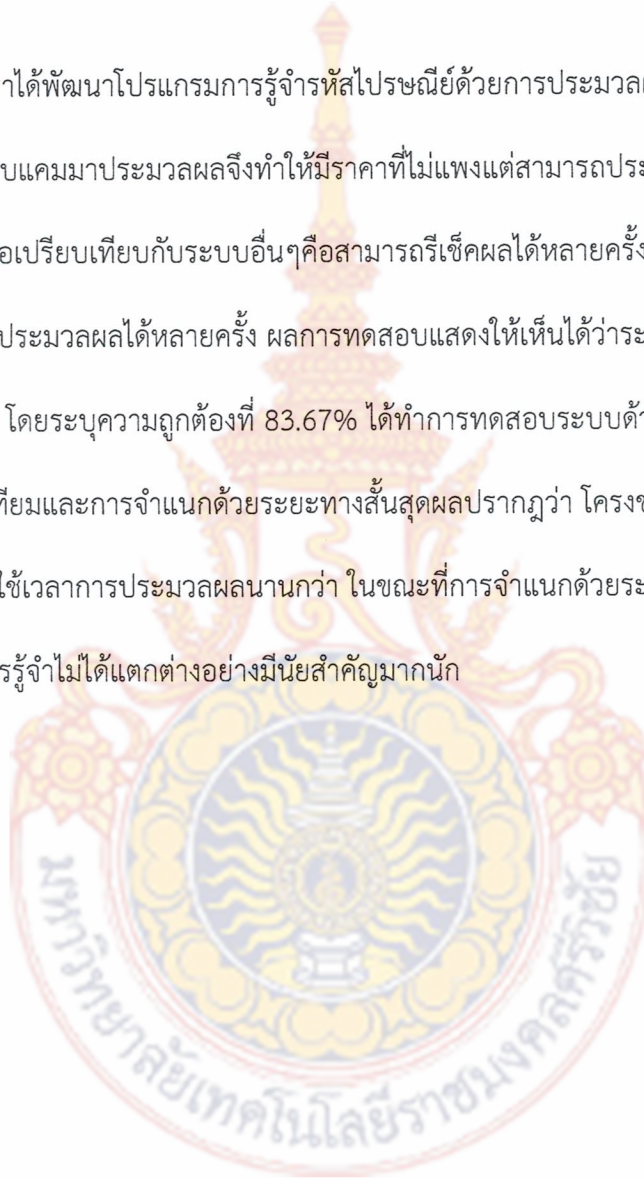 าได้พัฒนาโปรแกรมการรู้จำรหัสไปรษณีย์ด้วยการประมวล
บแคมมาประมวลผลจึงทำให้มีราคาที่ไม่แพงแต่สามารถประ
อเปรียบเทียบกับระบบอื่นๆคือสามารถรีเช็คผลได้หลายครั้ง
ประมวลผลได้หลายครั้ง ผลการทดสอบแสดงให้เห็นได้ว่าระ
โดยระบุความถูกต้องที่ 83.67% ได้ทำการทดสอบระบบด้
ทียมและการจำแนกด้วยระยะทางสั้นสุดผลปรากฎว่า โครงข
ใช้เวลาการประมวลผลนานกว่า ในขณะที่การจำแนกด้วยระ
รรู้จำไม่ได้แตกต่างอย่างมีนัยสำคัญมากนัก
มหาวิทยาลัยเทคโนโลยีราชมงคลศรีวิชัย